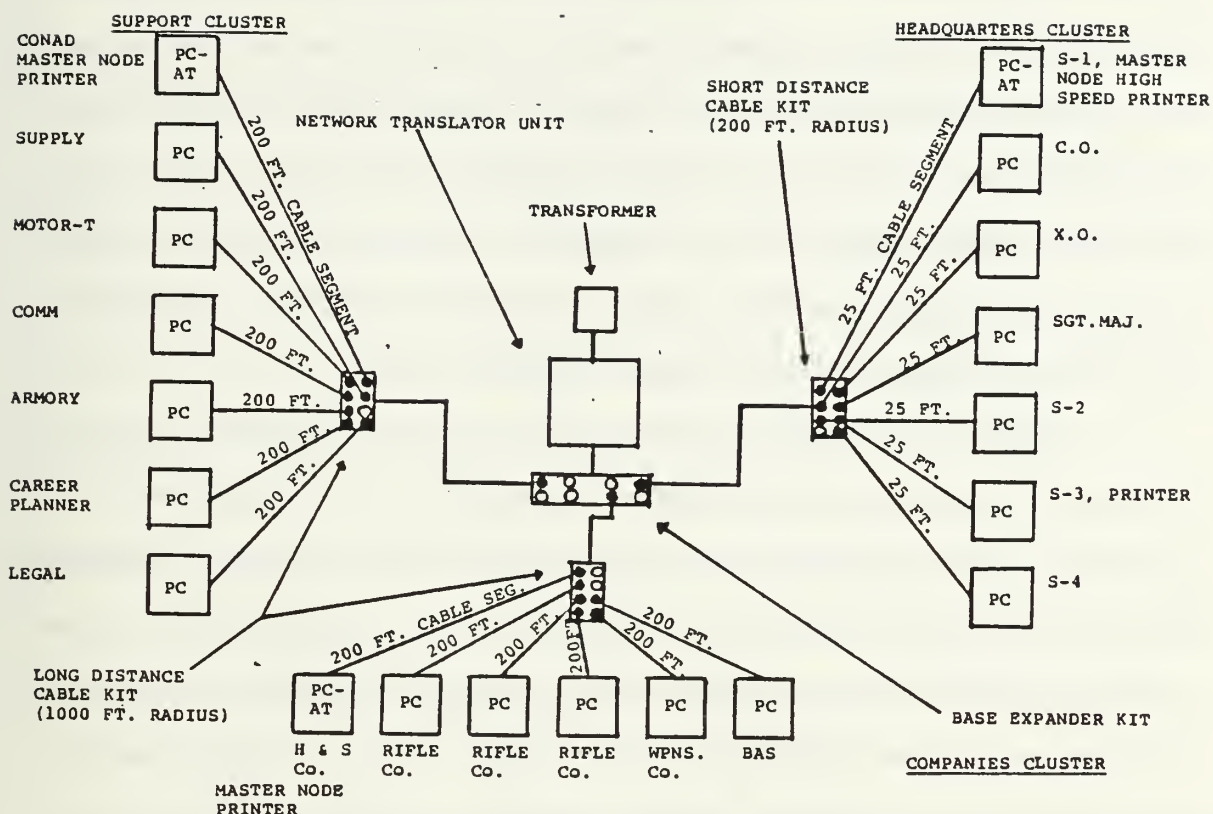 SUPPORT CLUSTER
CONAD
MASTER NODE
PRINTER
PC-
AT
200 FT. CABLE SEGMENT
SUPPLY
PC
200 FT.
MOTOR-T
PC
200 FT.
COMM
PC
200 FT.
ARMORY
PC
200 FT.
CAREER
PLANNER
PC
200 FT.
LEGAL
PC
200 FT.
LONG DISTANCE
CABLE KIT
(1000 FT. RADIUS)
NETWORK TRANSLATOR UNIT
TRANSFORMER
SHORT DISTANCE
CABLE KIT
(200 FT. RADIUS)
HEADQUARTERS CLUSTER
PC-
AT
S-1, MASTER
NODE HIGH
SPEED PRINTER
25 FT. CABLE SEGMENT
PC
C.O.
25 FT.
PC
X.O.
25 FT.
PC
SGT.MAJ.
25 FT.
PC
S-2
25 FT.
PC
S-3, PRINTER
25 FT.
PC
S-4
25 FT.
BASE EXPANDER KIT
COMPANIES CLUSTER
200 FT. CABLE SEG.
200 FT.
200 FT.
200FT
200 FT.
200 FT.
PC-
AT
PC
PC
PC
PC
PC
H & S
Co.
MASTER NODE
PRINTER
RIFLE
Co.
RIFLE
Co.
RIFLE
Co.
WPNS.
Co.
BAS